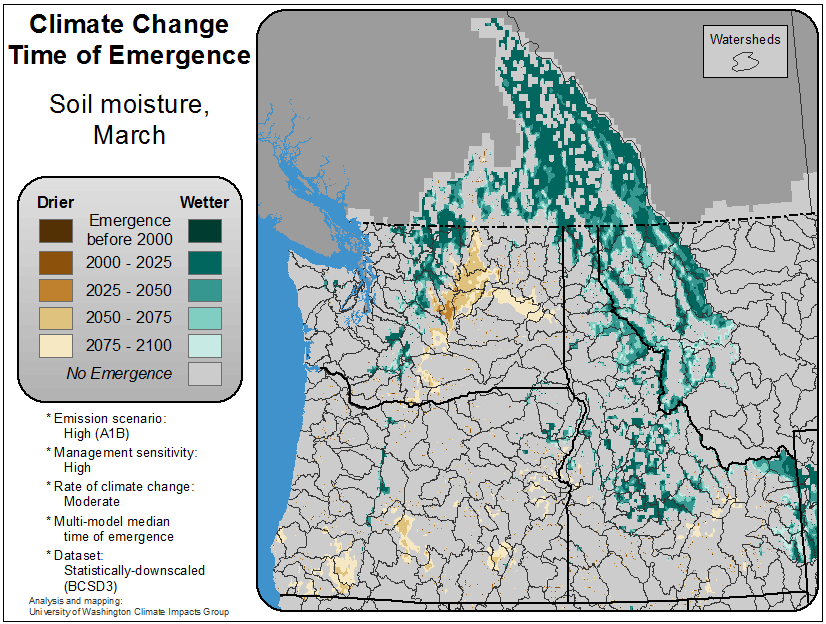 Climate Change
Time of Emergence
Soil moisture,
March
Drier
Wetter
Emergence
before 2000
2000 - 2025
2025 - 2050
2050 - 2075
2075 - 2100
No Emergence
* Emission scenario:
High (A1B)
* Management sensitivity:
High
* Rate of climate change:
Moderate
* Multi-model median
time of emergence
* Dataset:
Statistically-downscaled
(BCSD3)
Analysis and mapping:
University of Washington Climate Impacts Group
Watersheds